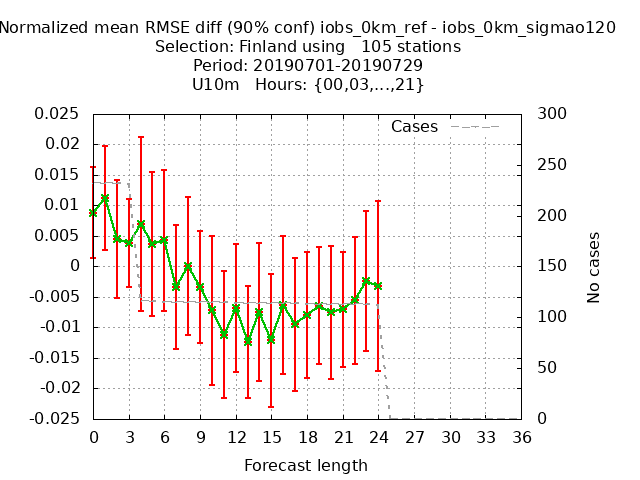 Normalized mean RMSE diff (90% conf) iobs_0km_ref - iobs_0km_sigmao120
Selection: Finland using 105 stations
Period: 20190701-20190729
U10m Hours: {00,03,...,21}
Cases
0.025
0.02
0.015
0.01
0.005
0
-0.005
-0.01
-0.015
-0.02
-0.025
300
250
200
150
100
50
0
No cases
0 3 6 9 12 15 18 21 24 27 30 33 36
Forecast length